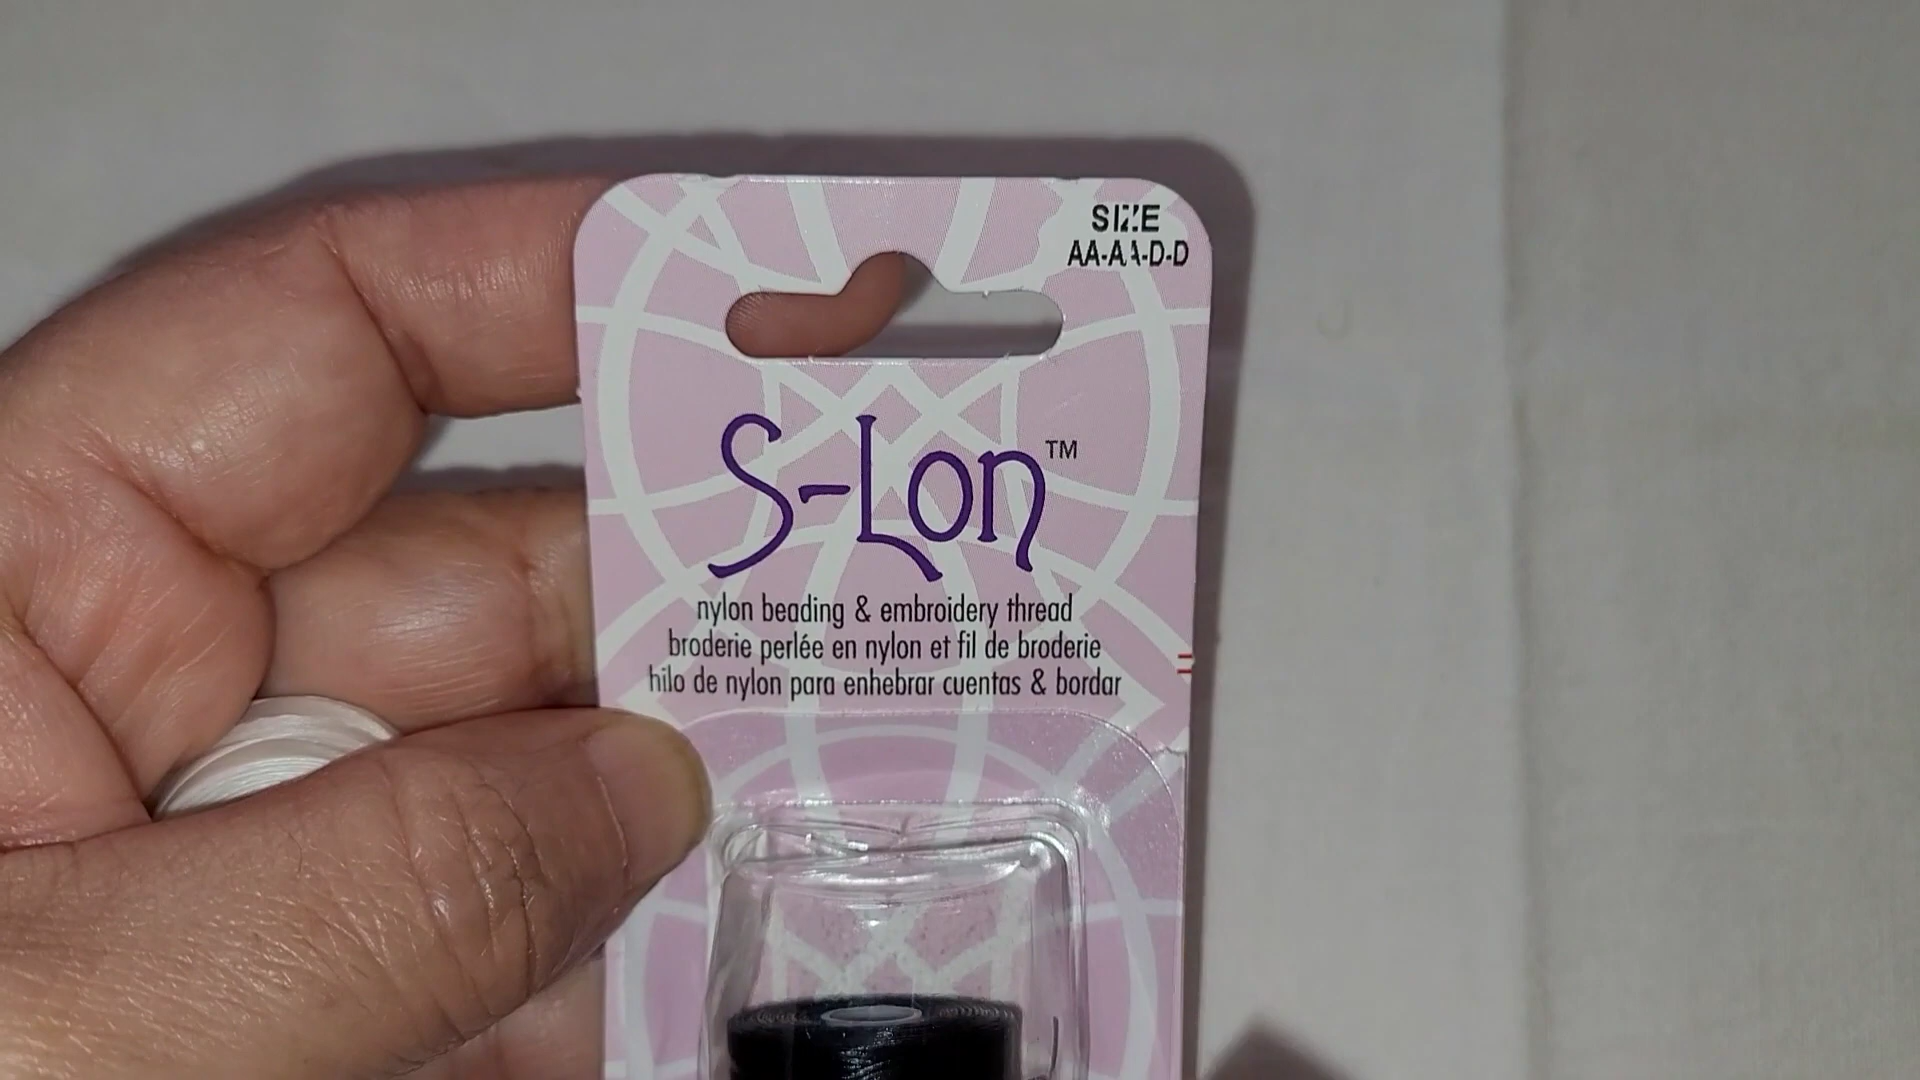 SIZE
AA-AA-D-D
S-Lon™
nylon beading & embroidery thread
broderie perlée en nylon et fil de broderie
hilo de nylon para enhebrar cuentas & bordar